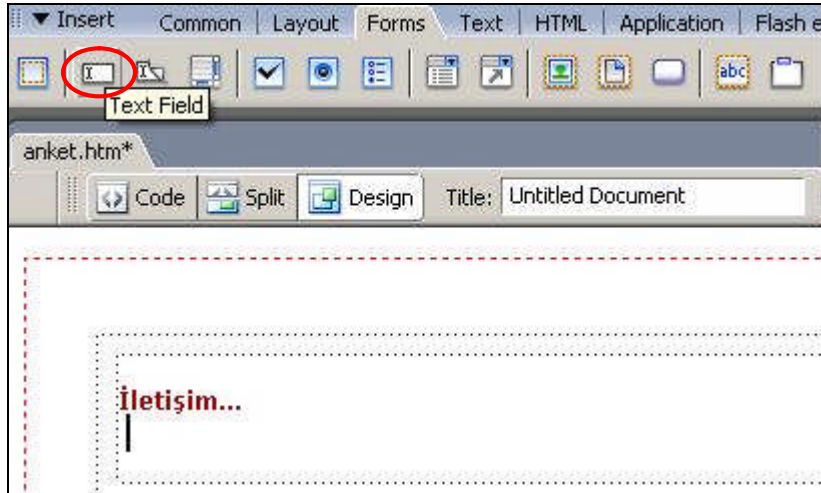 ▼ Insert Common | Layout Forms Text | HTML | Application | Flash e
abc
Text Field
anket.htm*
Code Split Design Title: Untitled Document
İletişim...